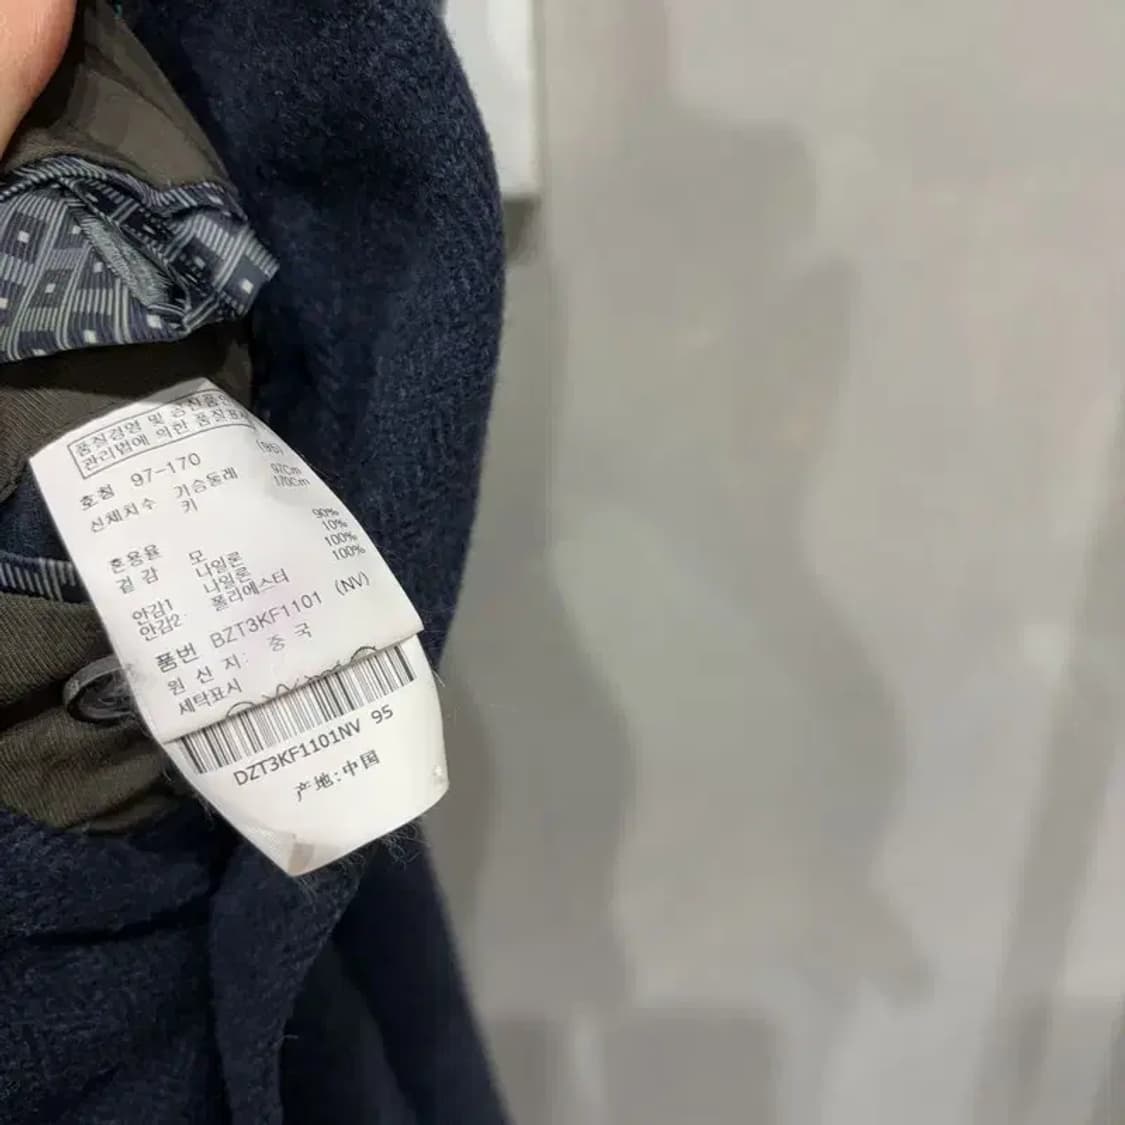 품질경영 및 공산품안
관리법에 의한 품질표시
호칭 97-170 (95)
신체치수 가슴둘레 97Cm
키 170Cm
혼용율
겉감 모 90%
나일론 10%
안감1 나일론 100%
안감2 폴리에스터 100%
품번 BZT3KF1101 (NV)
원산지: 중국
세탁표시
DZT3KF1101NV 95
产地:中国